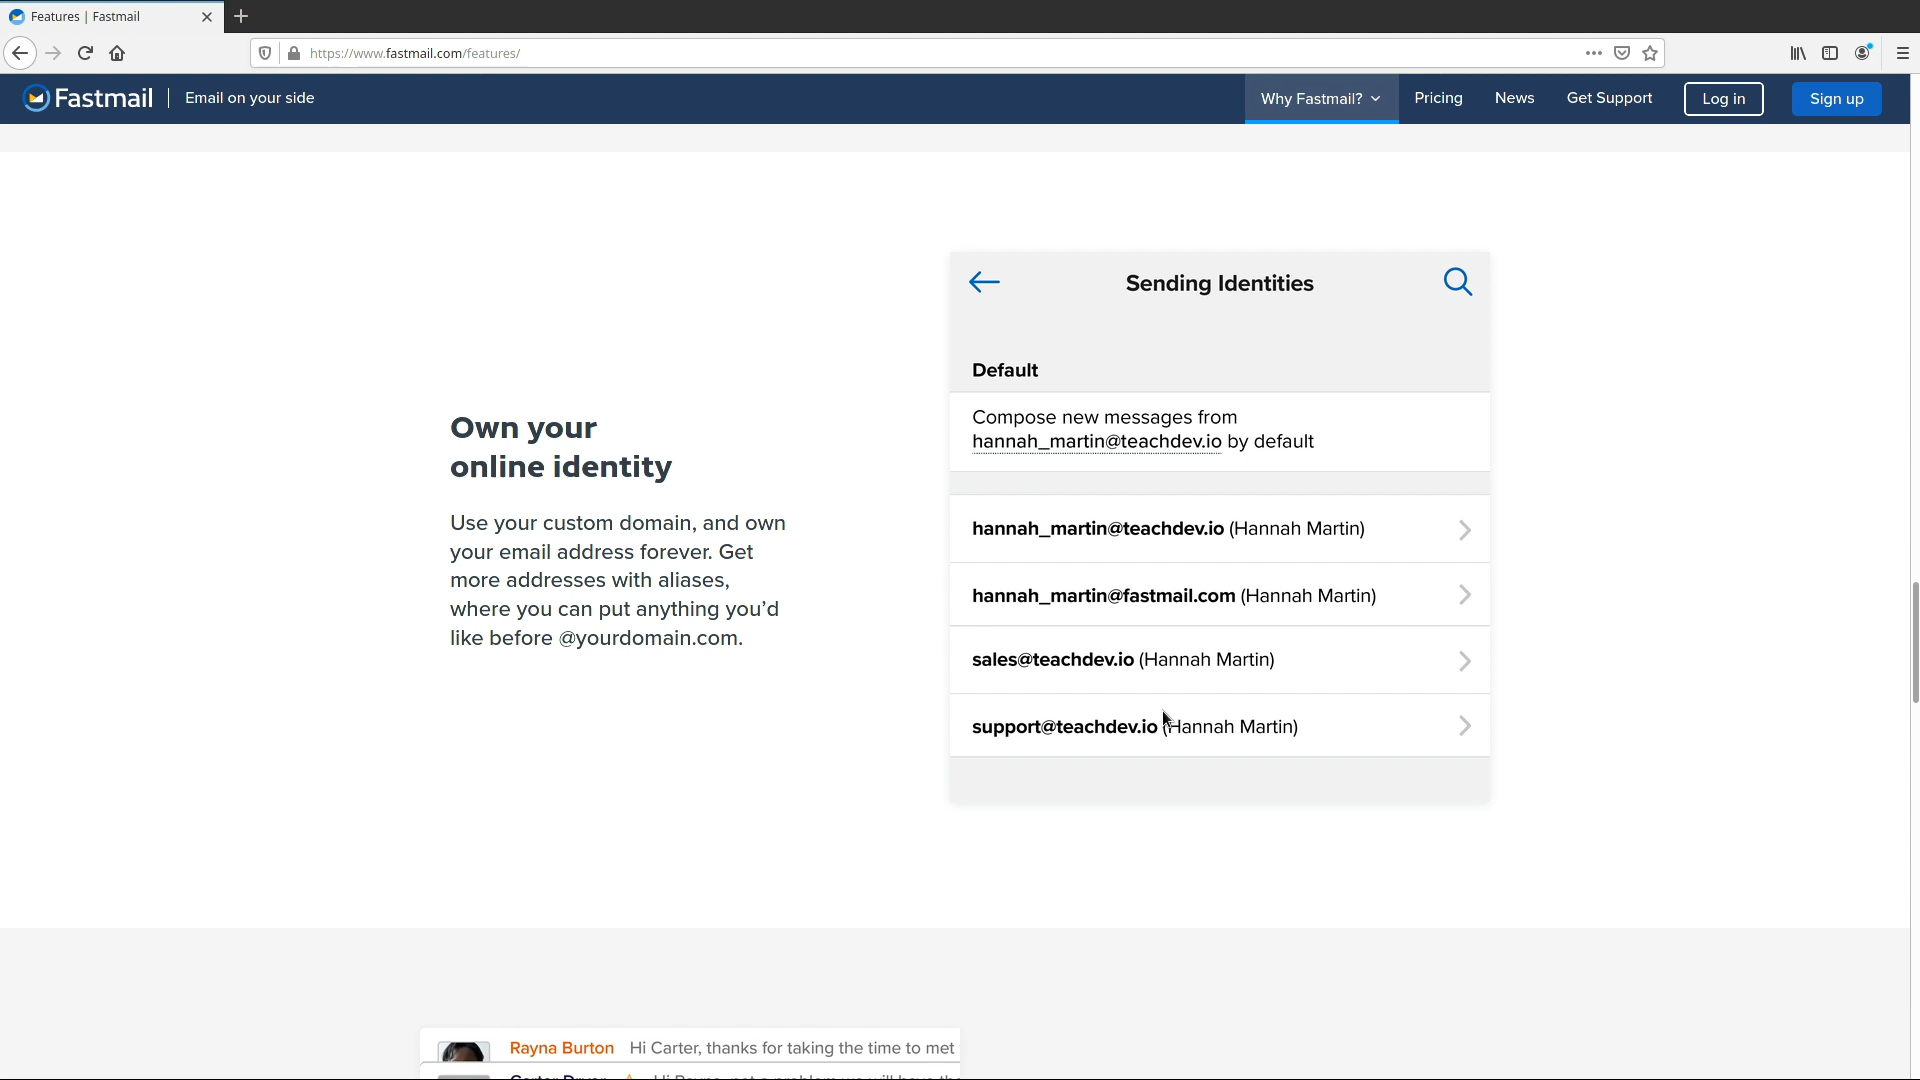 Features | Fastmail
https://www.fastmail.com/features/
Fastmail
Email on your side
Why Fastmail?
Pricing
News
Get Support
Log in
Sign up
Own your
online identity
Use your custom domain, and own
your email address forever. Get
more addresses with aliases,
where you can put anything you’d
like before @yourdomain.com.
Sending Identities
Default
Compose new messages from
hannah_martin@teachdev.io by default
hannah_martin@teachdev.io (Hannah Martin)
hannah_martin@fastmail.com (Hannah Martin)
sales@teachdev.io (Hannah Martin)
support@teachdev.io (Hannah Martin)
Rayna Burton Hi Carter, thanks for taking the time to met